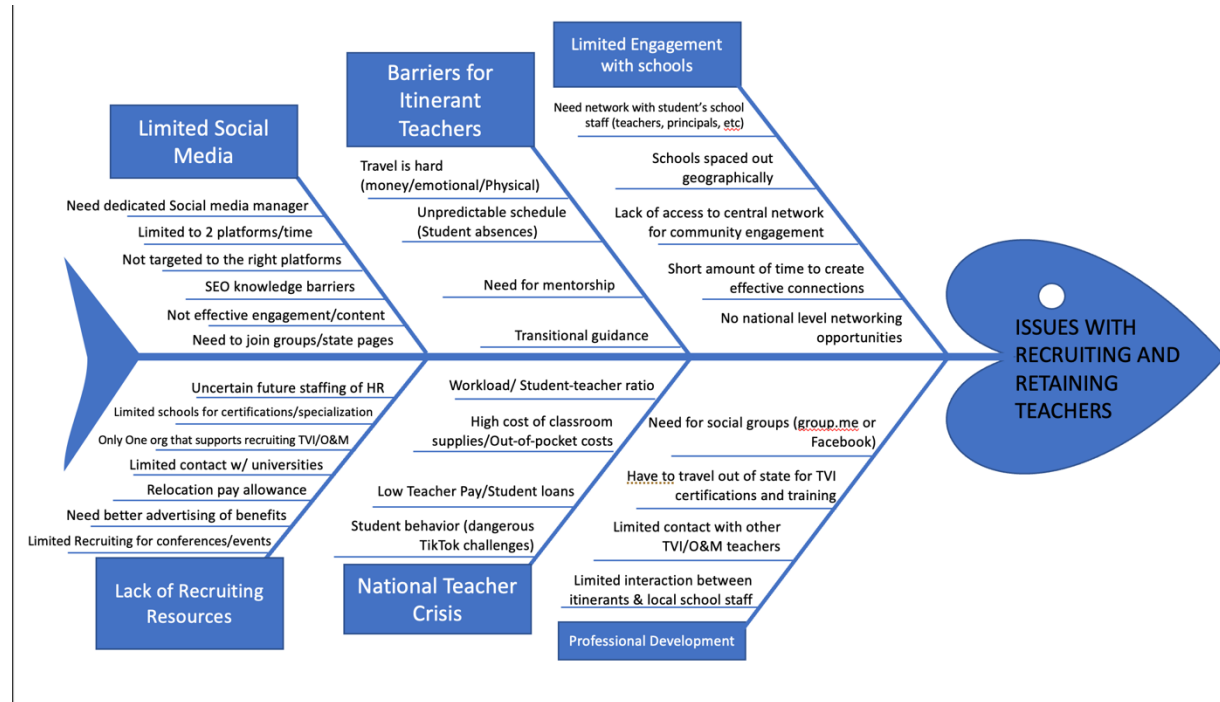 Limited Social
Media
Need dedicated Social media manager
Limited to 2 platforms/time
Not targeted to the right platforms
SEO knowledge barriers
Not effective engagement/content
Need to join groups/state pages
Barriers for
Itinerant
Teachers
Travel is hard
(money/emotional/Physical)
Unpredictable schedule
(Student absences)
Need for mentorship
Transitional guidance
Limited Engagement
with schools
Need network with student's school
staff (teachers, principals, etc)
Schools spaced out
geographically
Lack of access to central network
for community engagement
Short amount of time to create
effective connections
No national level networking
opportunities
ISSUES WITH
RECRUITING AND
RETAINING
TEACHERS
Uncertain future staffing of HR
Limited schools for certifications/specialization
Only One org that supports recruiting TVI/O&M
Limited contact w/ universities
Relocation pay allowance
Need better advertising of benefits
Limited Recruiting for conferences/events
Lack of Recruiting
Resources
Workload/ Student-teacher ratio
High cost of classroom
supplies/Out-of-pocket costs
Low Teacher Pay/Student loans
Student behavior (dangerous
TikTok challenges)
National Teacher
Crisis
Need for social groups (group.me or
Facebook)
Have to travel out of state for TVI
certifications and training
Limited contact with other
TVI/O&M teachers
Limited interaction between
itinerants & local school staff
Professional Development